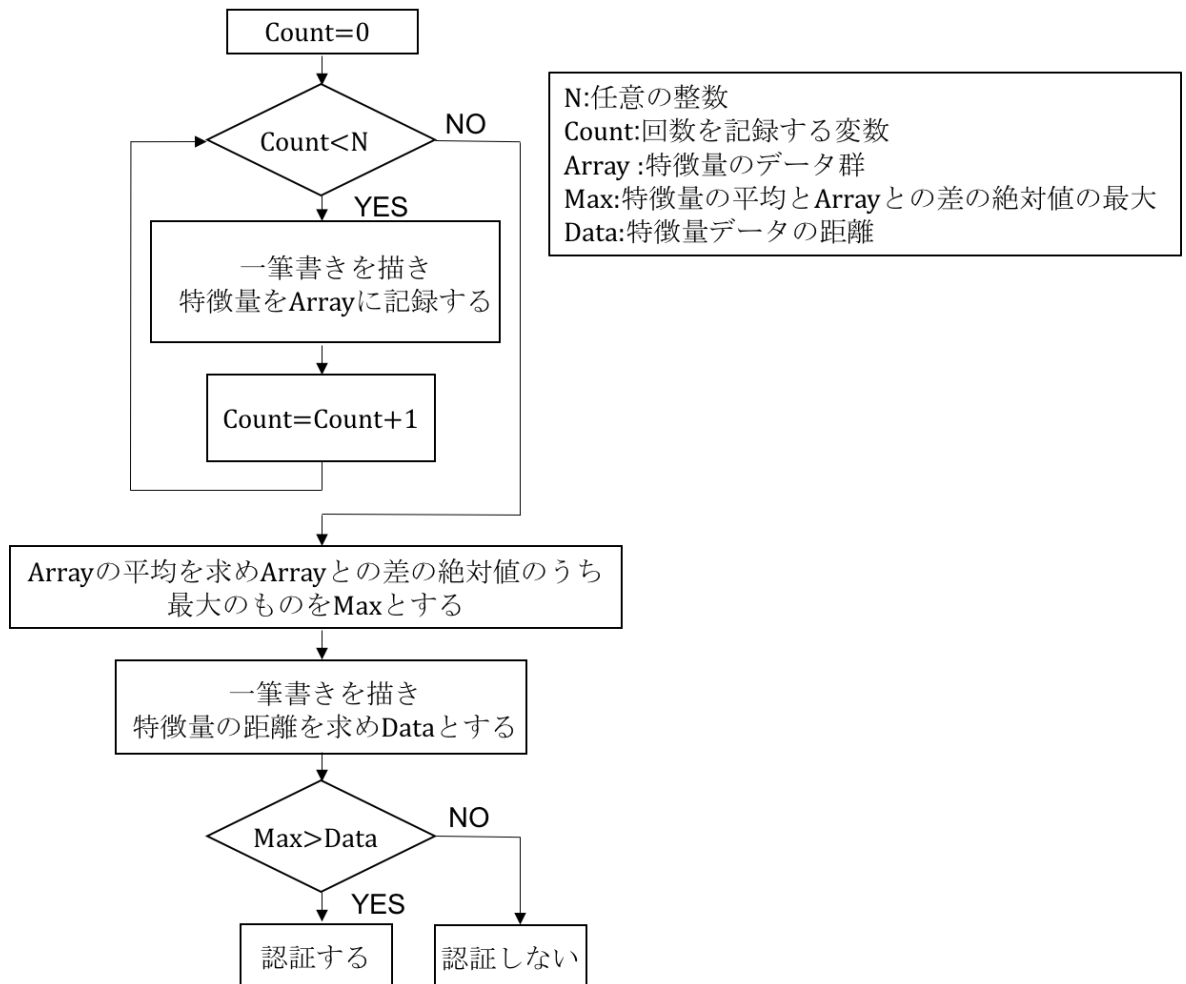 Count=0
Count<N
NO
YES
一筆書きを描き
特徴量をArrayに記録する
Count=Count+1
N:任意の整数
Count:回数を記録する変数
Array :特徴量のデータ群
Max:特徴量の平均とArrayとの差の絶対値の最大
Data:特徴量データの距離
Arrayの平均を求めArrayとの差の絶対値のうち
最大のものをMaxとする
一筆書きを描き
特徴量の距離を求めDataとする
Max>Data
NO
YES
認証する
認証しない